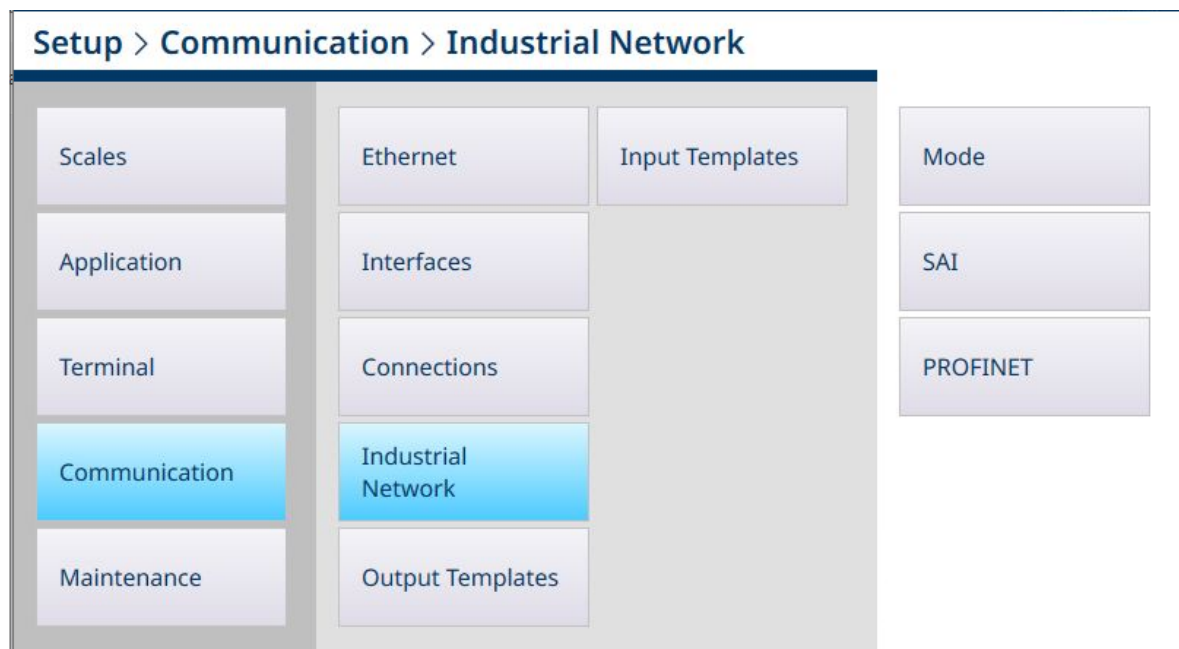 Setup > Communication > Industrial Network
Scales
Ethernet
Input Templates
Mode
Application
Interfaces
SAI
Terminal
Connections
PROFINET
Communication
Industrial
Network
Maintenance
Output Templates